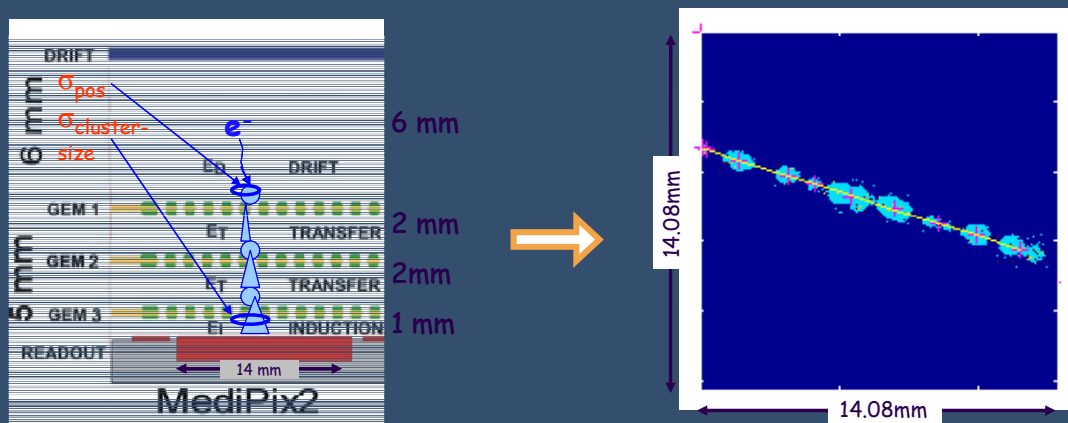 DRIFT
6 mm
σpos
σcluster-
size
e-
6 mm
ED DRIFT
GEM 1
2 mm
ET TRANSFER
GEM 2
2mm
ET TRANSFER
5 mm
GEM 3
1 mm
EI INDUCTION
READOUT
14 mm
MediPix2
14.08mm
14.08mm